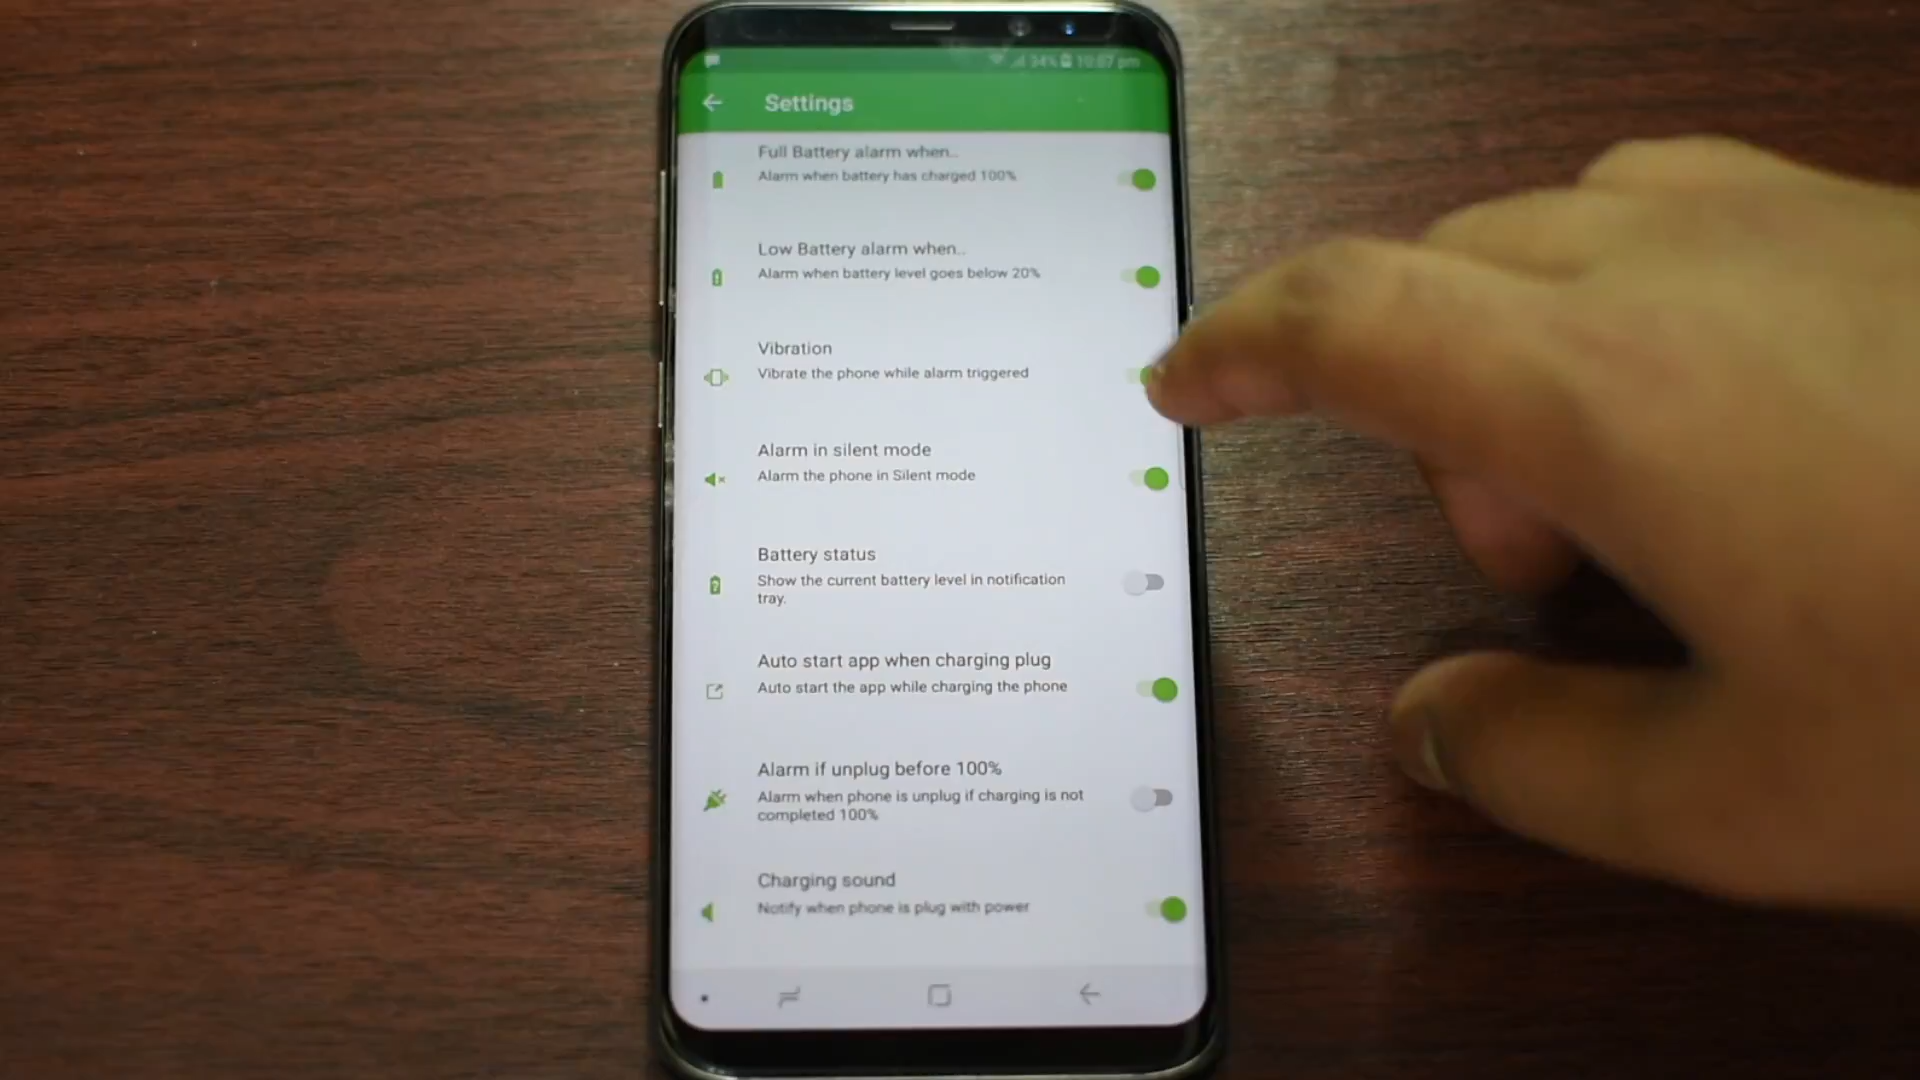 34% 10:57 pm
Settings
Full Battery alarm when..
Alarm when battery has charged 100%
Low Battery alarm when..
Alarm when battery level goes below 20%
Vibration
Vibrate the phone while alarm triggered
Alarm in silent mode
Alarm the phone in Silent mode
Battery status
Show the current battery level in notification
tray.
Auto start app when charging plug
Auto start the app while charging the phone
Alarm if unplug before 100%
Alarm when phone is unplug if charging is not
completed 100%
Charging sound
Notify when phone is plug with power